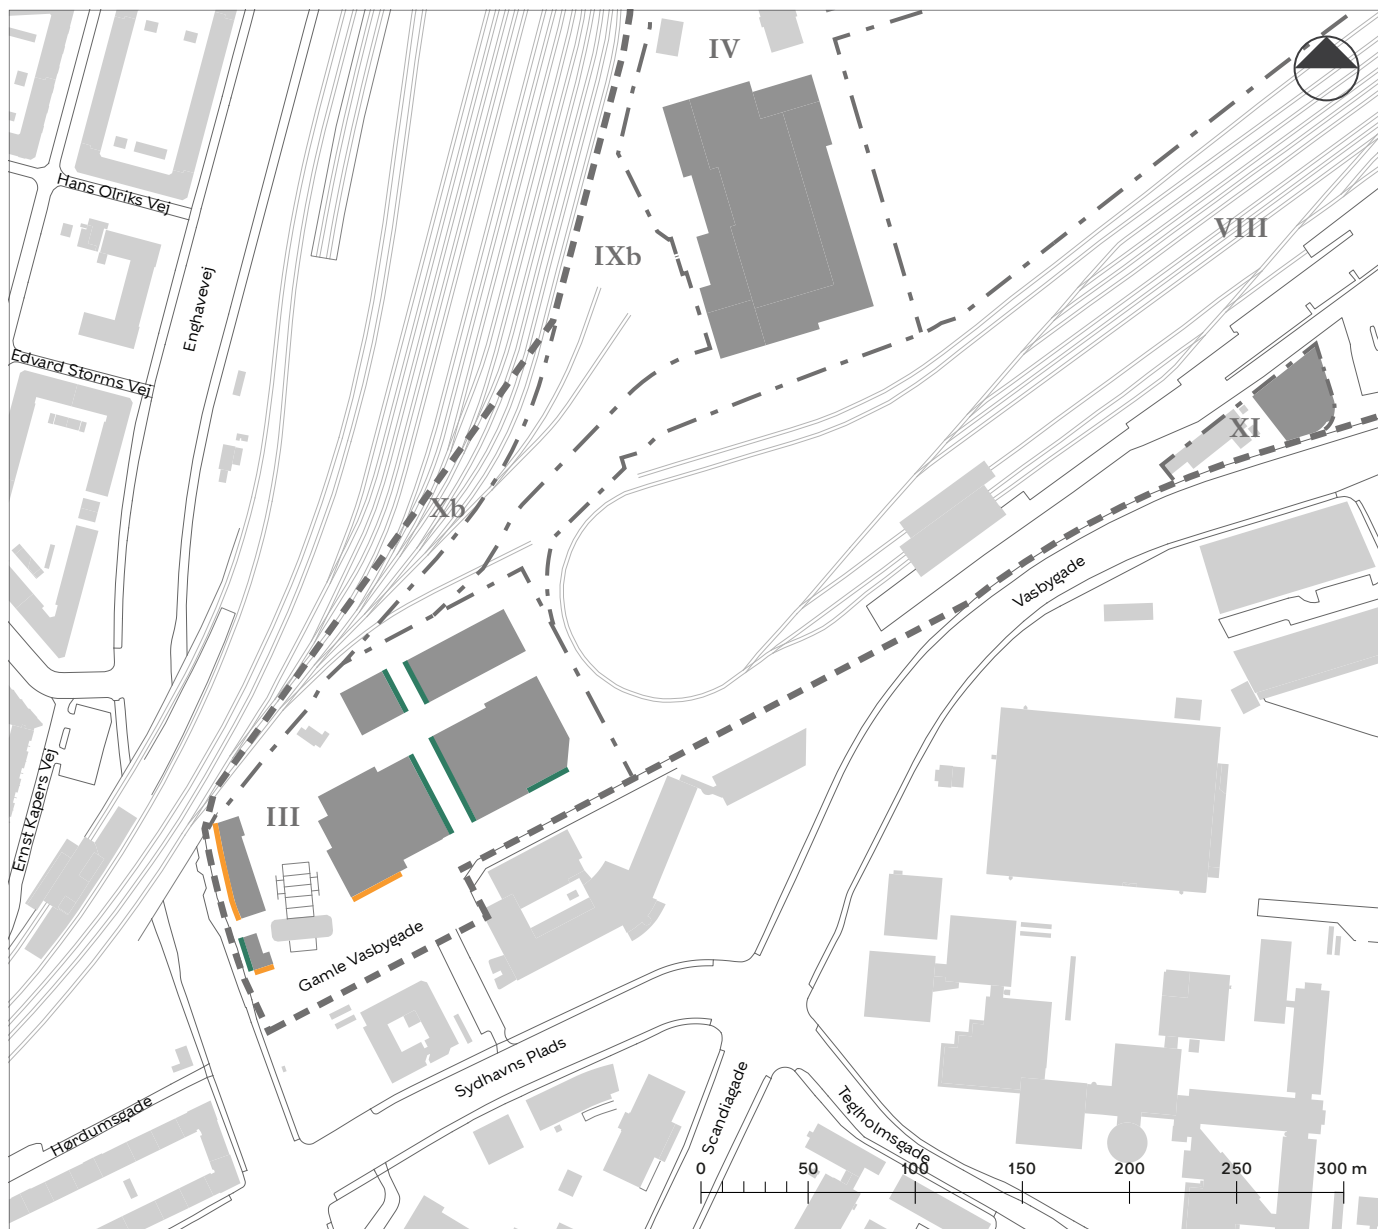 IV
Hans Olriks Vej
VIII
IXb
Enghavevej
Edvard Storms Vej
XI
Xb
Vasbygade
Ernst Kapers Vej
III
Gamle Vasbygade
Sydhavns Plads
Scandiagade
Teglholmsgade
Hørdumsgade
0 50 100 150 200 250 300 m